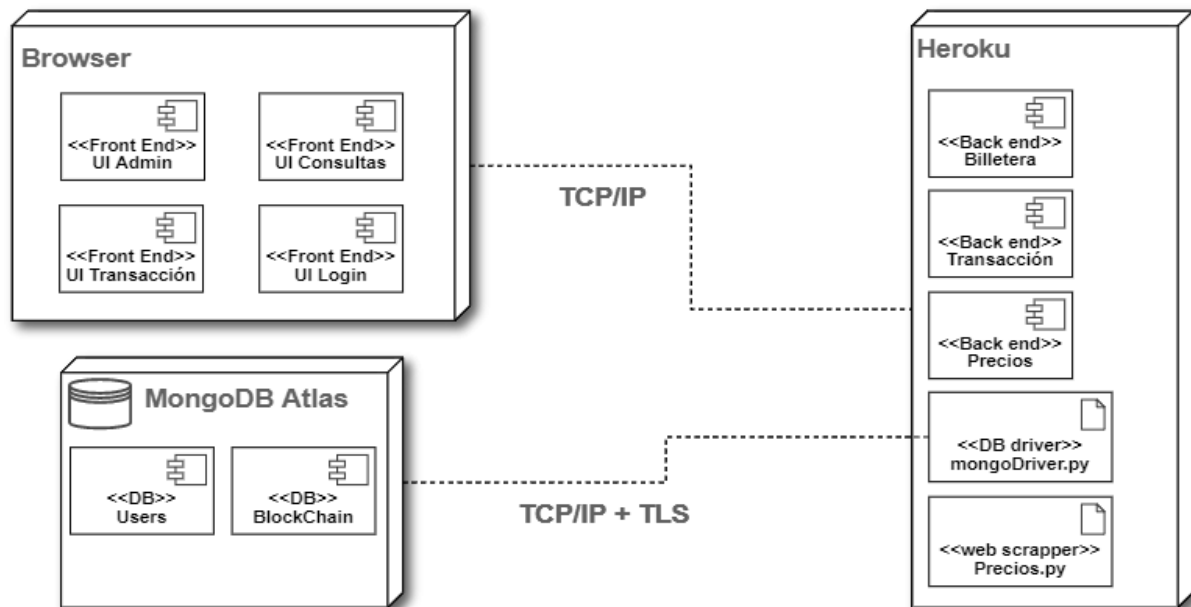 Browser
<<Front End>>
UI Admin
<<Front End>>
UI Consultas
<<Front End>>
UI Transacción
<<Front End>>
UI Login
TCP/IP
Heroku
<<Back end>>
Billetera
<<Back end>>
Transacción
<<Back end>>
Precios
<<DB driver>>
mongoDriver.py
<<web scrapper>>
Precios.py
MongoDB Atlas
<<DB>>
Users
<<DB>>
BlockChain
TCP/IP + TLS